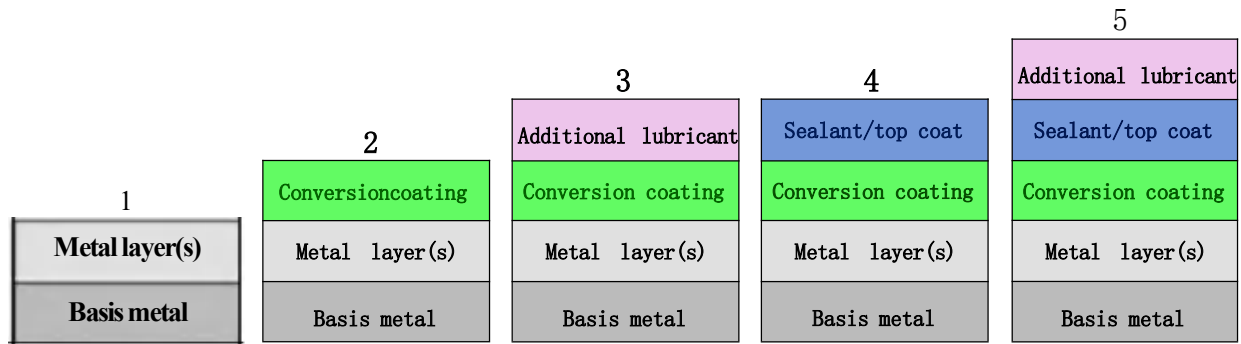 1
Metal layer(s)
Basis metal
2
Conversioncoating
Metal layer(s)
Basis metal
3
Additional lubricant
Conversion coating
Metal layer(s)
Basis metal
4
Sealant/top coat
Conversion coating
Metal layer(s)
Basis metal
5
Additional lubricant
Sealant/top coat
Conversion coating
Metal layer(s)
Basis metal